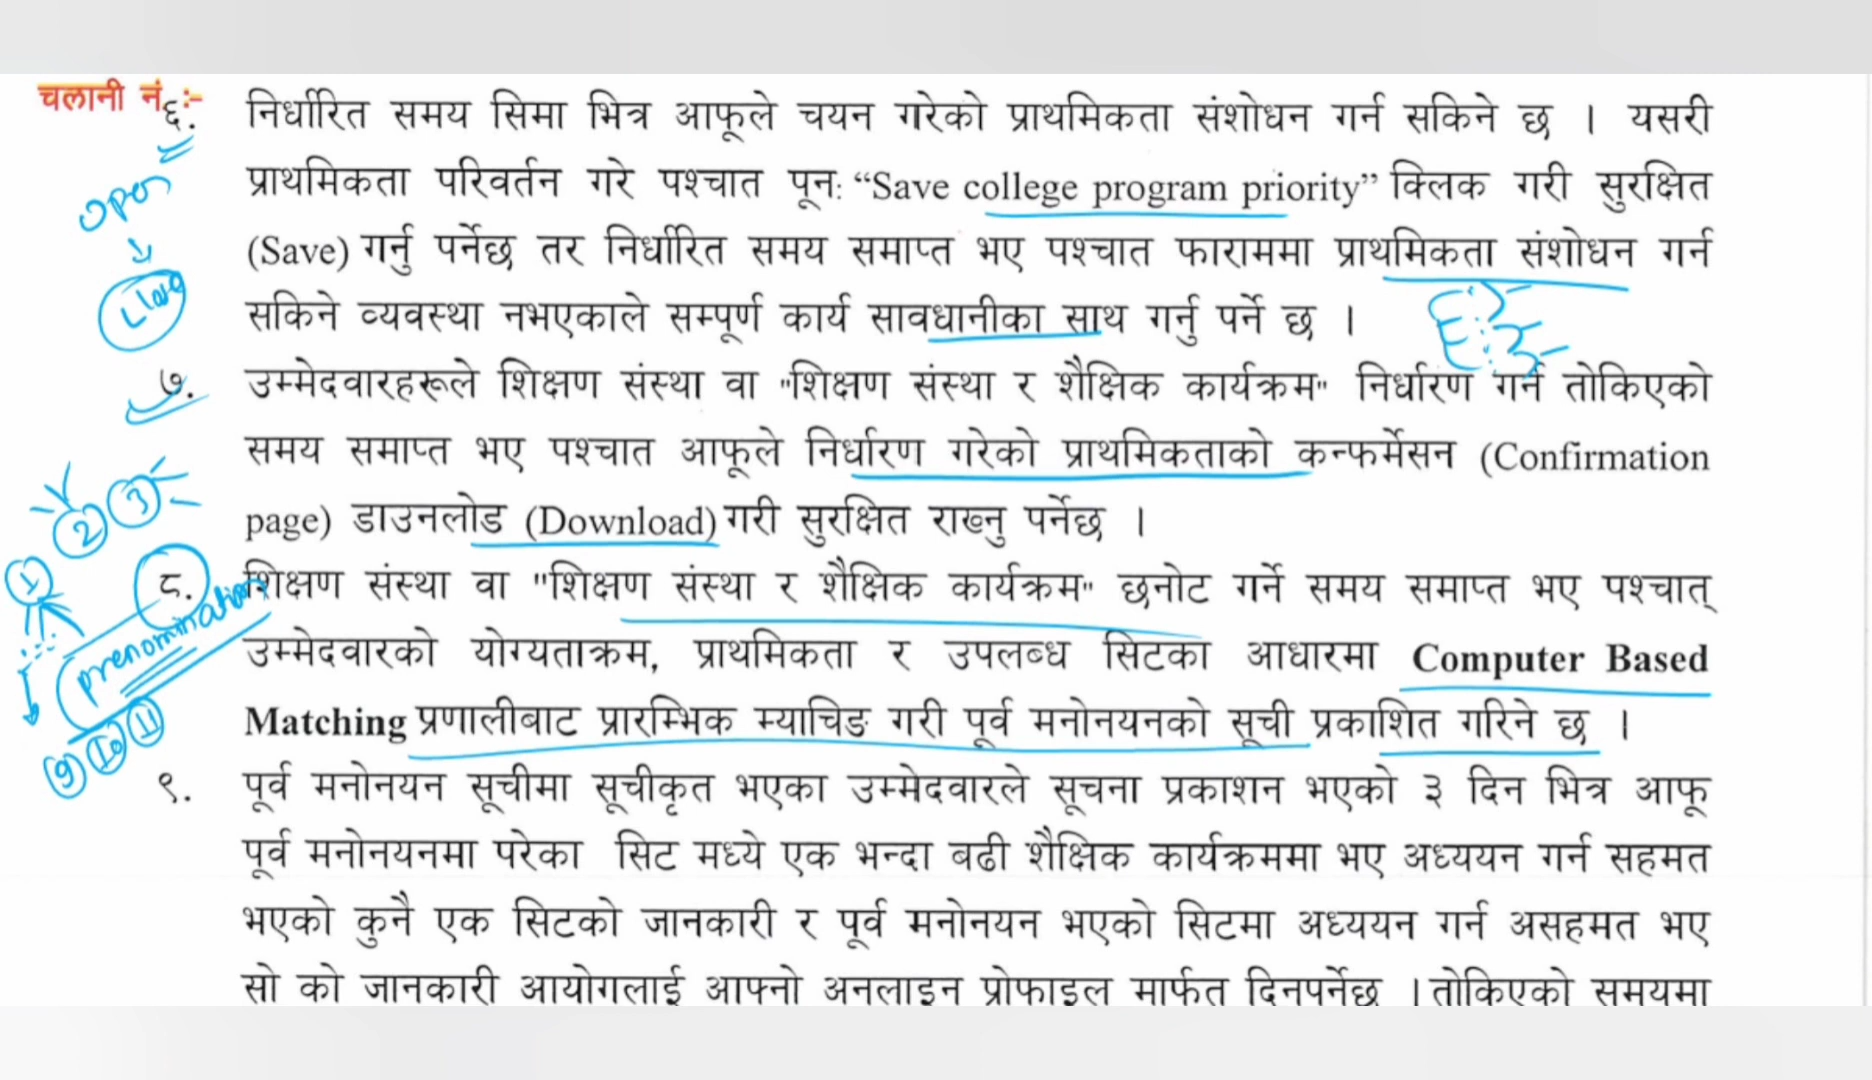 चलानी नं :-
६. निर्धारित समय सिमा भित्र आफूले चयन गरेको प्राथमिकता संशोधन गर्न सकिने छ । यसरी
प्राथमिकता परिवर्तन गरे पश्चात पूनः “Save college program priority” क्लिक गरी सुरक्षित
(Save) गर्नु पर्नेछ तर निर्धारित समय समाप्त भए पश्चात फाराममा प्राथमिकता संशोधन गर्न
सकिने व्यवस्था नभएकाले सम्पूर्ण कार्य सावधानीका साथ गर्नु पर्ने छ ।
open
७. उम्मेदवारहरूले शिक्षण संस्था वा "शिक्षण संस्था र शैक्षिक कार्यक्रम" निर्धारण गर्न तोकिएको
समय समाप्त भए पश्चात आफूले निर्धारण गरेको प्राथमिकताको कन्फर्मेसन (Confirmation
page) डाउनलोड (Download) गरी सुरक्षित राख्नु पर्नेछ ।
1 2 3
८. शिक्षण संस्था वा "शिक्षण संस्था र शैक्षिक कार्यक्रम" छनोट गर्ने समय समाप्त भए पश्चात्
उम्मेदवारको योग्यताक्रम, प्राथमिकता र उपलब्ध सिटका आधारमा Computer Based
Matching प्रणालीबाट प्रारम्भिक म्याचिङ गरी पूर्व मनोनयनको सूची प्रकाशित गरिने छ ।
prenomination
9 10 11
९. पूर्व मनोनयन सूचीमा सूचीकृत भएका उम्मेदवारले सूचना प्रकाशन भएको ३ दिन भित्र आफू
पूर्व मनोनयनमा परेका सिट मध्ये एक भन्दा बढी शैक्षिक कार्यक्रममा भए अध्ययन गर्न सहमत
भएको कुनै एक सिटको जानकारी र पूर्व मनोनयन भएको सिटमा अध्ययन गर्न असहमत भए
सो को जानकारी आयोगलाई आफ्नो अनलाइन प्रोफाइल मार्फत दिनपर्नेछ । तोकिएको समयमा